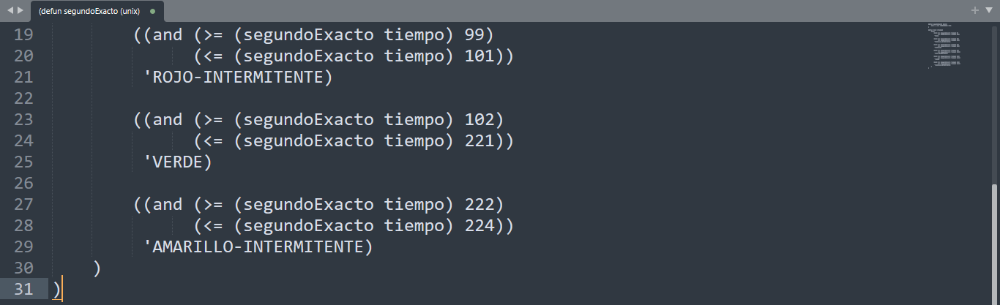 (defun segundoExacto (unix)
19 ((and (>= (segundoExacto tiempo) 99)
20 (<= (segundoExacto tiempo) 101))
21 'ROJO-INTERMITENTE)
22
23 ((and (>= (segundoExacto tiempo) 102)
24 (<= (segundoExacto tiempo) 221))
25 'VERDE)
26
27 ((and (>= (segundoExacto tiempo) 222)
28 (<= (segundoExacto tiempo) 224))
29 'AMARILLO-INTERMITENTE)
30 )
31 )